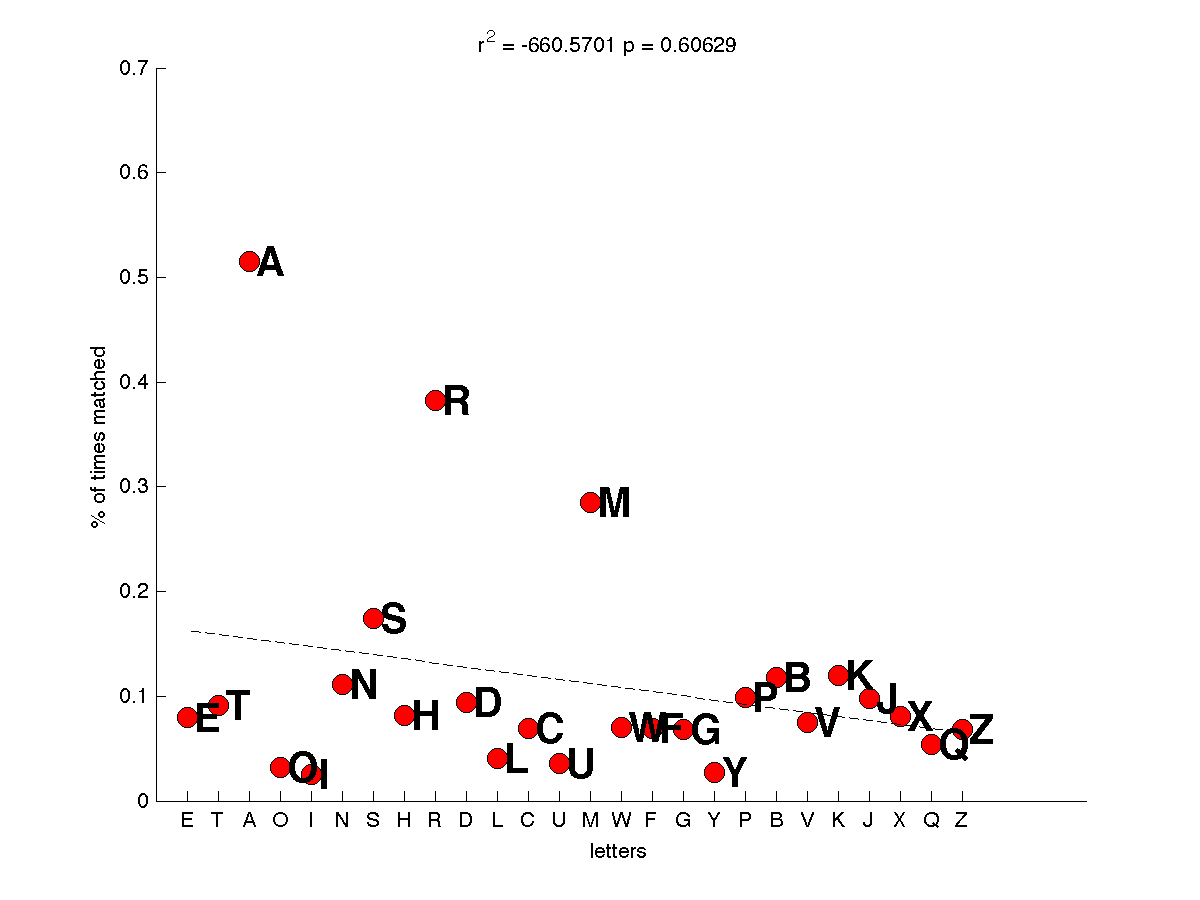 r2 = -660.5701 p = 0.60629
0.7
0.6
0.5
0.4
0.3
0.2
0.1
0
% of times matched
A
R
M
S
N
E
T
O
I
H
D
L
C
U
W
F
G
Y
P
B
V
K
J
X
Q
Z
E T A O I N S H R D L C U M W F G Y P B V K J X Q Z
letters